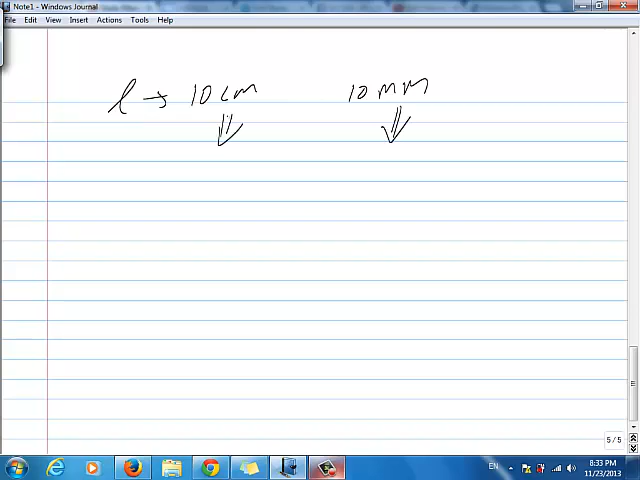 Note1 - Windows Journal
File Edit View Insert Actions Tools Help
l → 10 cm 10 mm
5 / 5
EN 8:33 PM
11/23/2013